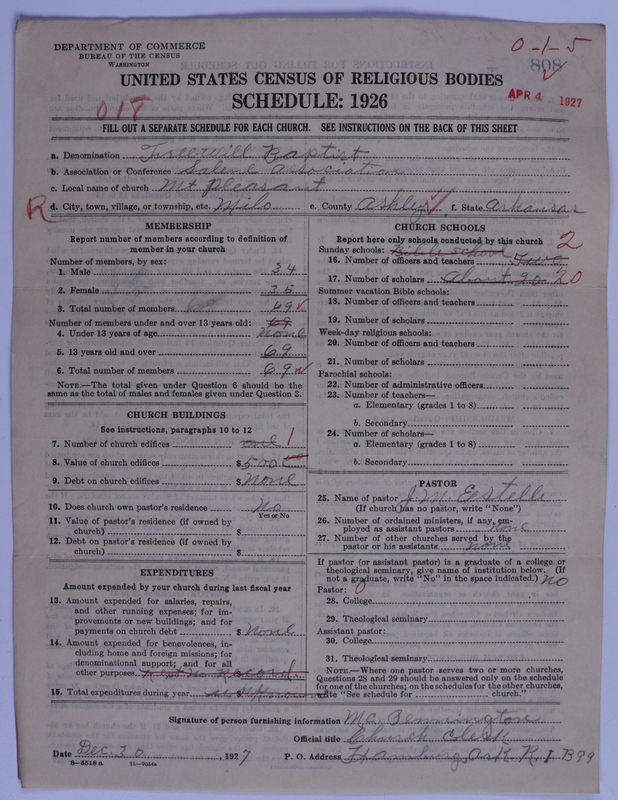 DEPARTMENT OF COMMERCE
BUREAU OF THE CENSUS
WASHINGTON
0-1-5
808
UNITED STATES CENSUS OF RELIGIOUS BODIES
SCHEDULE: 1926
APR 4 1927
018
FILL OUT A SEPARATE SCHEDULE FOR EACH CHURCH. SEE INSTRUCTIONS ON THE BACK OF THIS SHEET
a. Denomination Freewill Baptist
b. Association or Conference Saline Association
c. Local name of church Mt Pleasant
R d. City, town, village, or township, etc. Milo e. County Ashley f. State Arkansas
MEMBERSHIP
Report number of members according to definition of member in your church
Number of members, by sex:
1. Male 34
2. Female 35
3. Total number of members 69
Number of members under and over 13 years old: 69
4. Under 13 years of age None
5. 13 years old and over 69
6. Total number of members 69
NOTE.—The total given under Question 6 should be the
same as the total of males and females given under Question 3.
CHURCH BUILDINGS
See instructions, paragraphs 10 to 12
7. Number of church edifices one 1
8. Value of church edifices $500
9. Debt on church edifices $None
10. Does church own pastor's residence No
Yes or No
11. Value of pastor's residence (if owned by
church) $
12. Debt on pastor's residence (if owned by
church) $
EXPENDITURES
Amount expended by your church during last fiscal year
13. Amount expended for salaries, repairs,
and other running expenses; for im-
provements or new buildings; and for
payments on church debt $None
14. Amount expended for benevolences, in-
cluding home and foreign missions; for
denominational support; and for all
other purposes Kept No Record
15. Total expenditures during year
CHURCH SCHOOLS
Report here only schools conducted by this church
Sunday schools: Bible School 2
16. Number of officers and teachers Two
17. Number of scholars About 20 20
Summer vacation Bible schools:
18. Number of officers and teachers
19. Number of scholars
Week-day religious schools:
20. Number of officers and teachers
21. Number of scholars
Parochial schools:
22. Number of administrative officers
23. Number of teachers—
a. Elementary (grades 1 to 8)
b. Secondary
24. Number of scholars—
a. Elementary (grades 1 to 8)
b. Secondary
PASTOR
25. Name of pastor J. M. Estelle
(If church has no pastor, write "None")
26. Number of ordained ministers, if any, em-
ployed as assistant pastors None
27. Number of other churches served by the
pastor or his assistants None
If pastor (or assistant pastor) is a graduate of a college or
theological seminary, give name of institution below. (If
not a graduate, write "No" in the space indicated.) No
Pastor: 0
28. College
29. Theological seminary
Assistant pastor:
30. College
31. Theological seminary
NOTE.—Where one pastor serves two or more churches,
Questions 28 and 29 should be answered only on the schedule
for one of the churches; on the schedules for the other churches,
write "See schedule for church."
Signature of person furnishing information M.C. Pennington
Official title Church Clerk
Date Dec. 30, 1927 P. O. Address Hamburg, Ark R. 1 B 99
8-5518 a